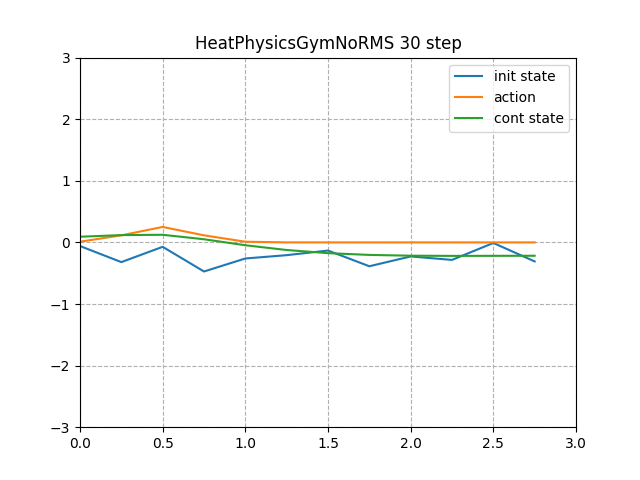 HeatPhysicsGymNoRMS 30 step
init state
action
cont state
3
2
1
0
−1
−2
−3
0.0 0.5 1.0 1.5 2.0 2.5 3.0